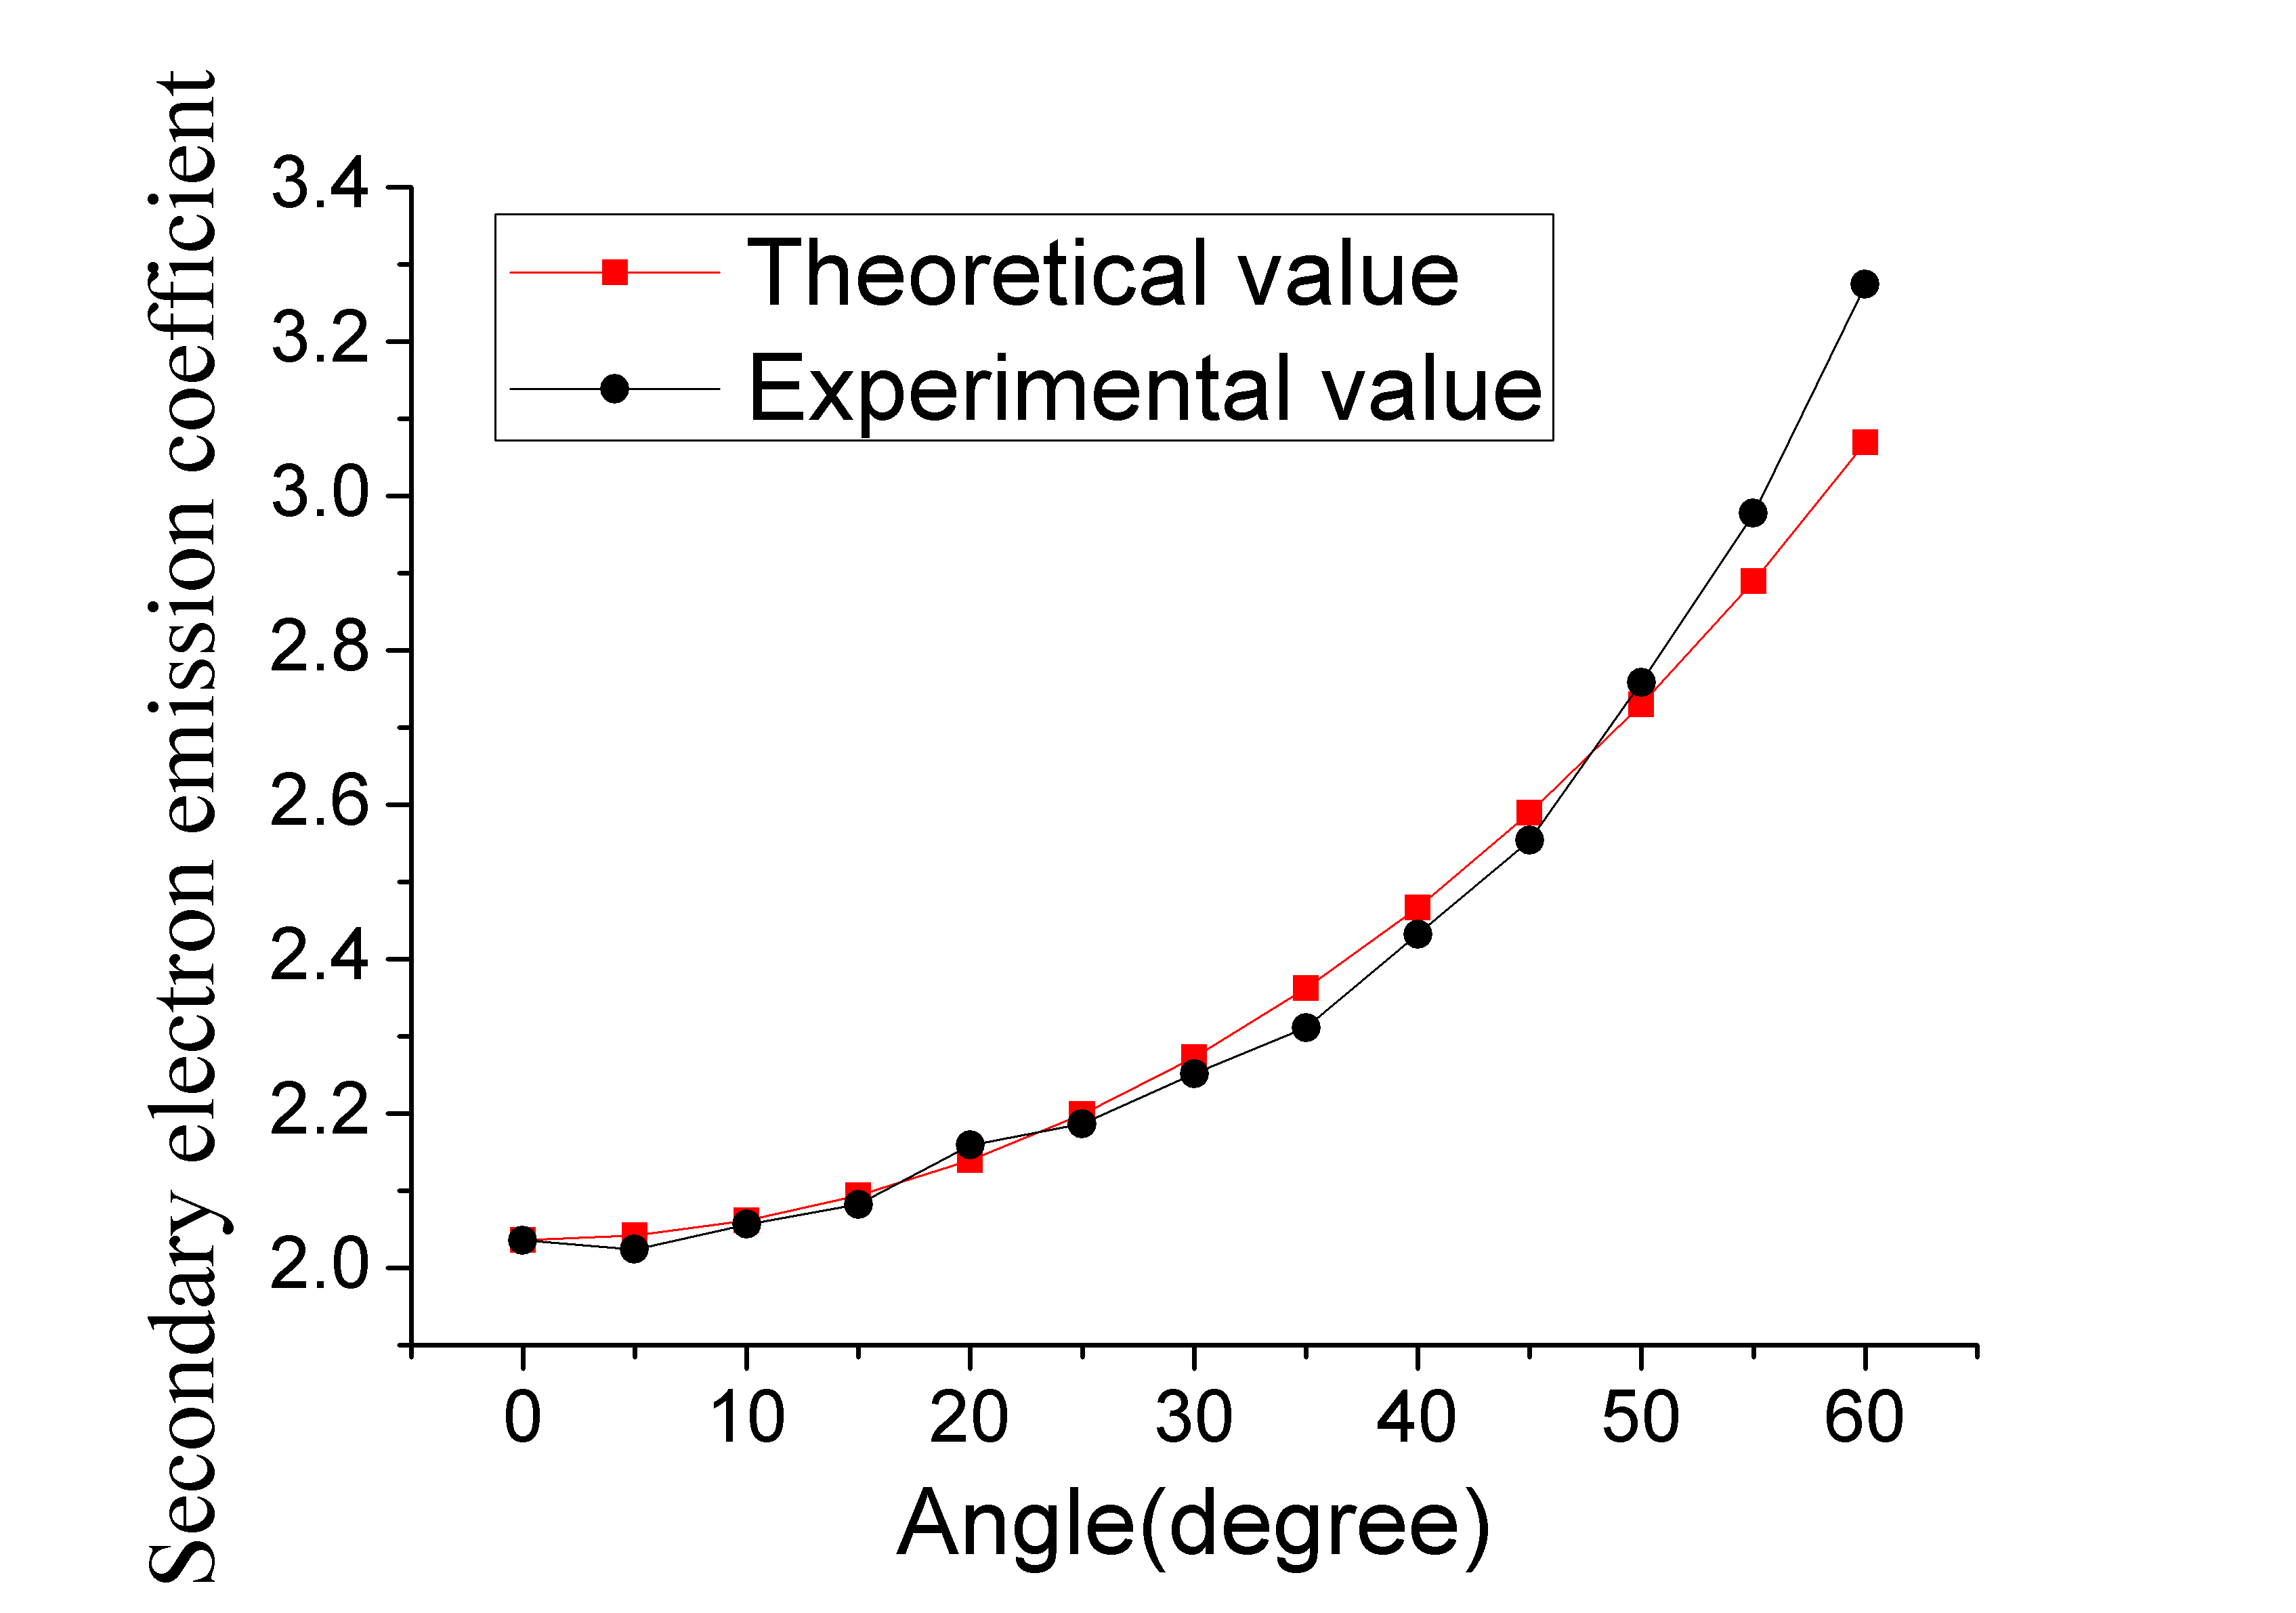 Secondary electron emission coefficient
3.4
3.2
3.0
2.8
2.6
2.4
2.2
2.0
Theoretical value
Experimental value
0 10 20 30 40 50 60
Angle(degree)